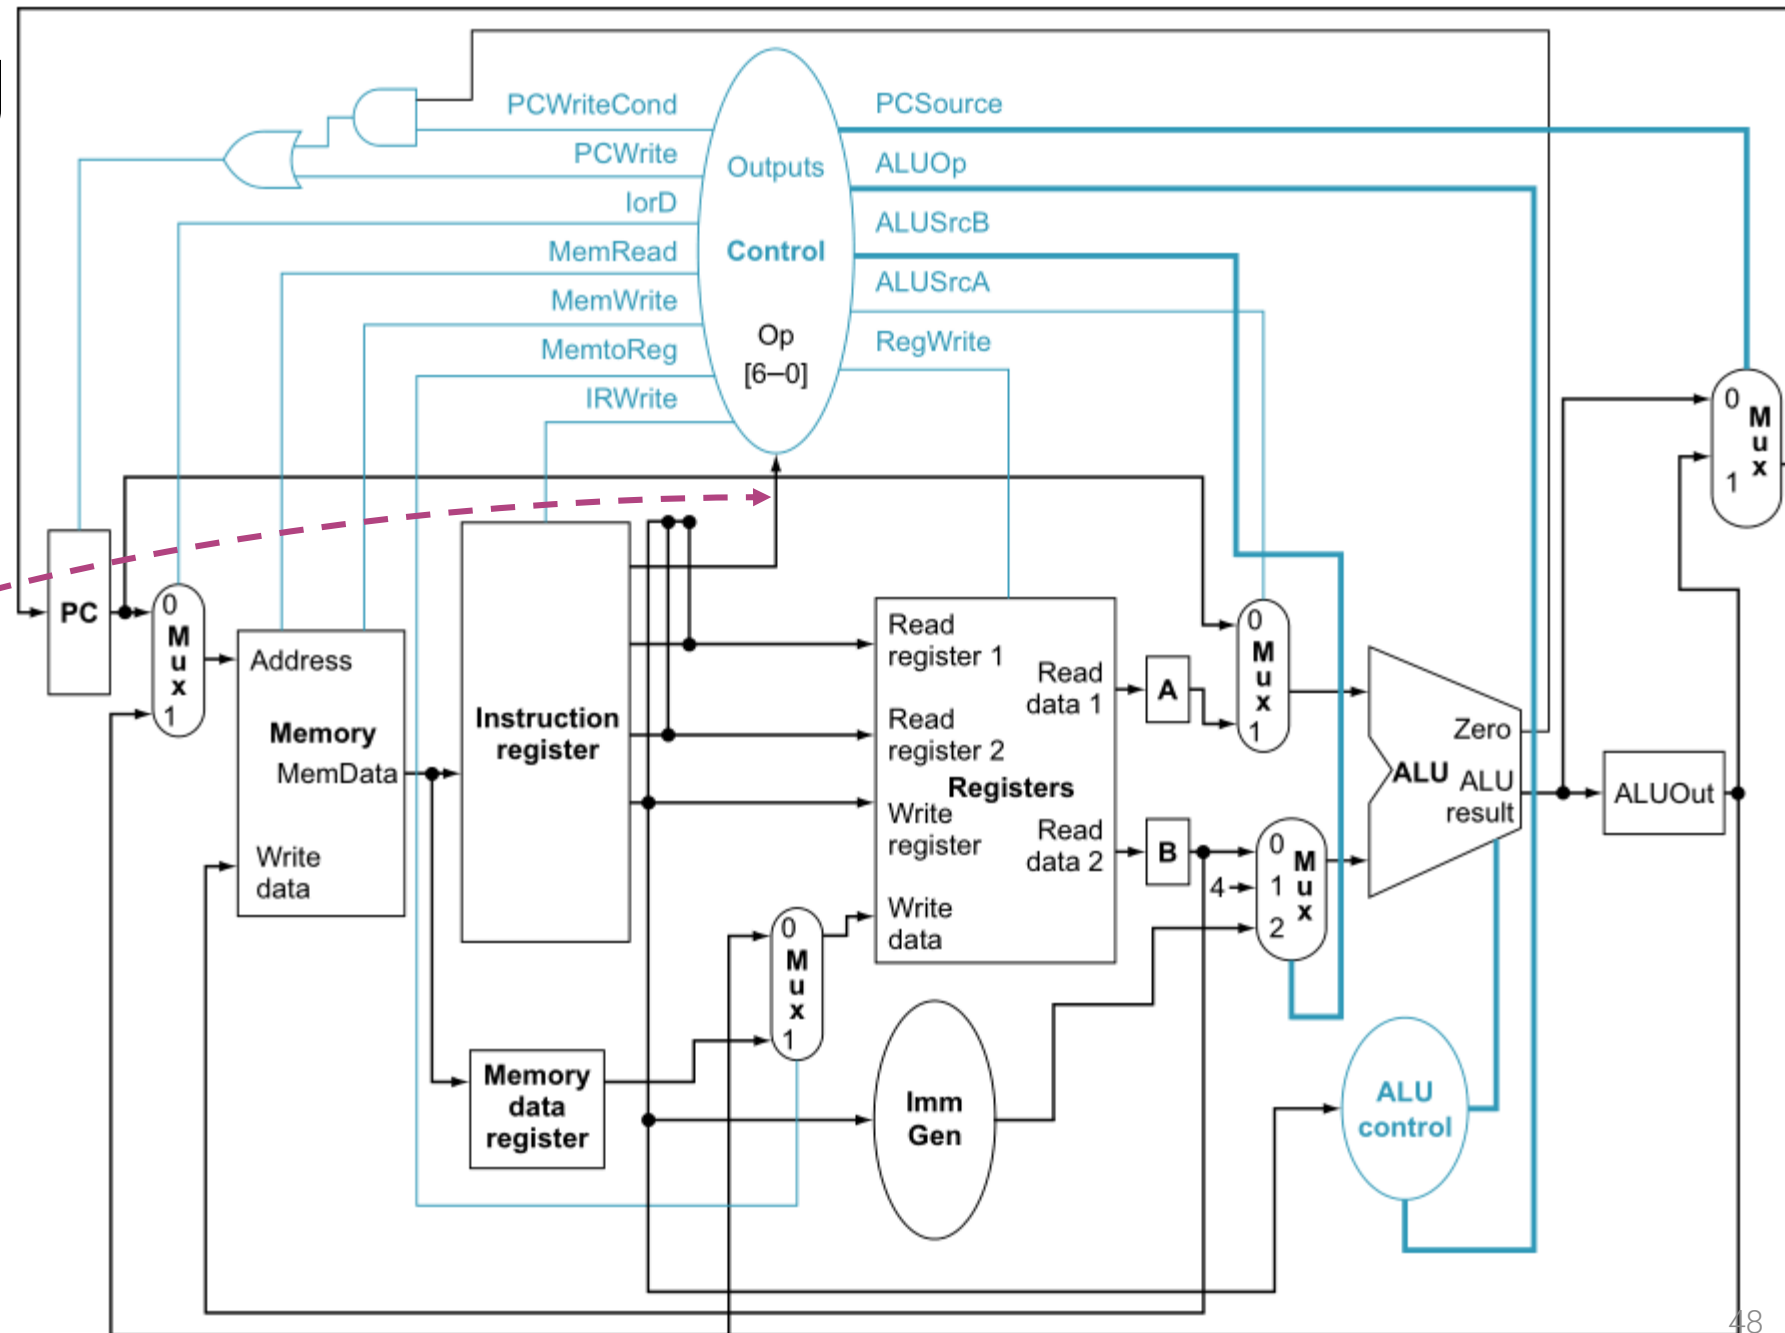 PCWriteCond
PCWrite
IorD
MemRead
MemWrite
MemtoReg
IRWrite
Outputs
Control
Op
[6–0]
PCSource
ALUOp
ALUSrcB
ALUSrcA
RegWrite
0
M
u
x
1
PC
0
M
u
x
1
Address
Memory
MemData
Write
data
Instruction
register
Memory
data
register
Read
register 1
Read
register 2
Registers
Write
register
Write
data
Read
data 1
Read
data 2
A
B
4
0
M
u
x
1
0
M
1
u
x
2
0
M
u
x
1
Imm
Gen
Zero
ALU
ALU
result
ALUOut
ALU
control
48